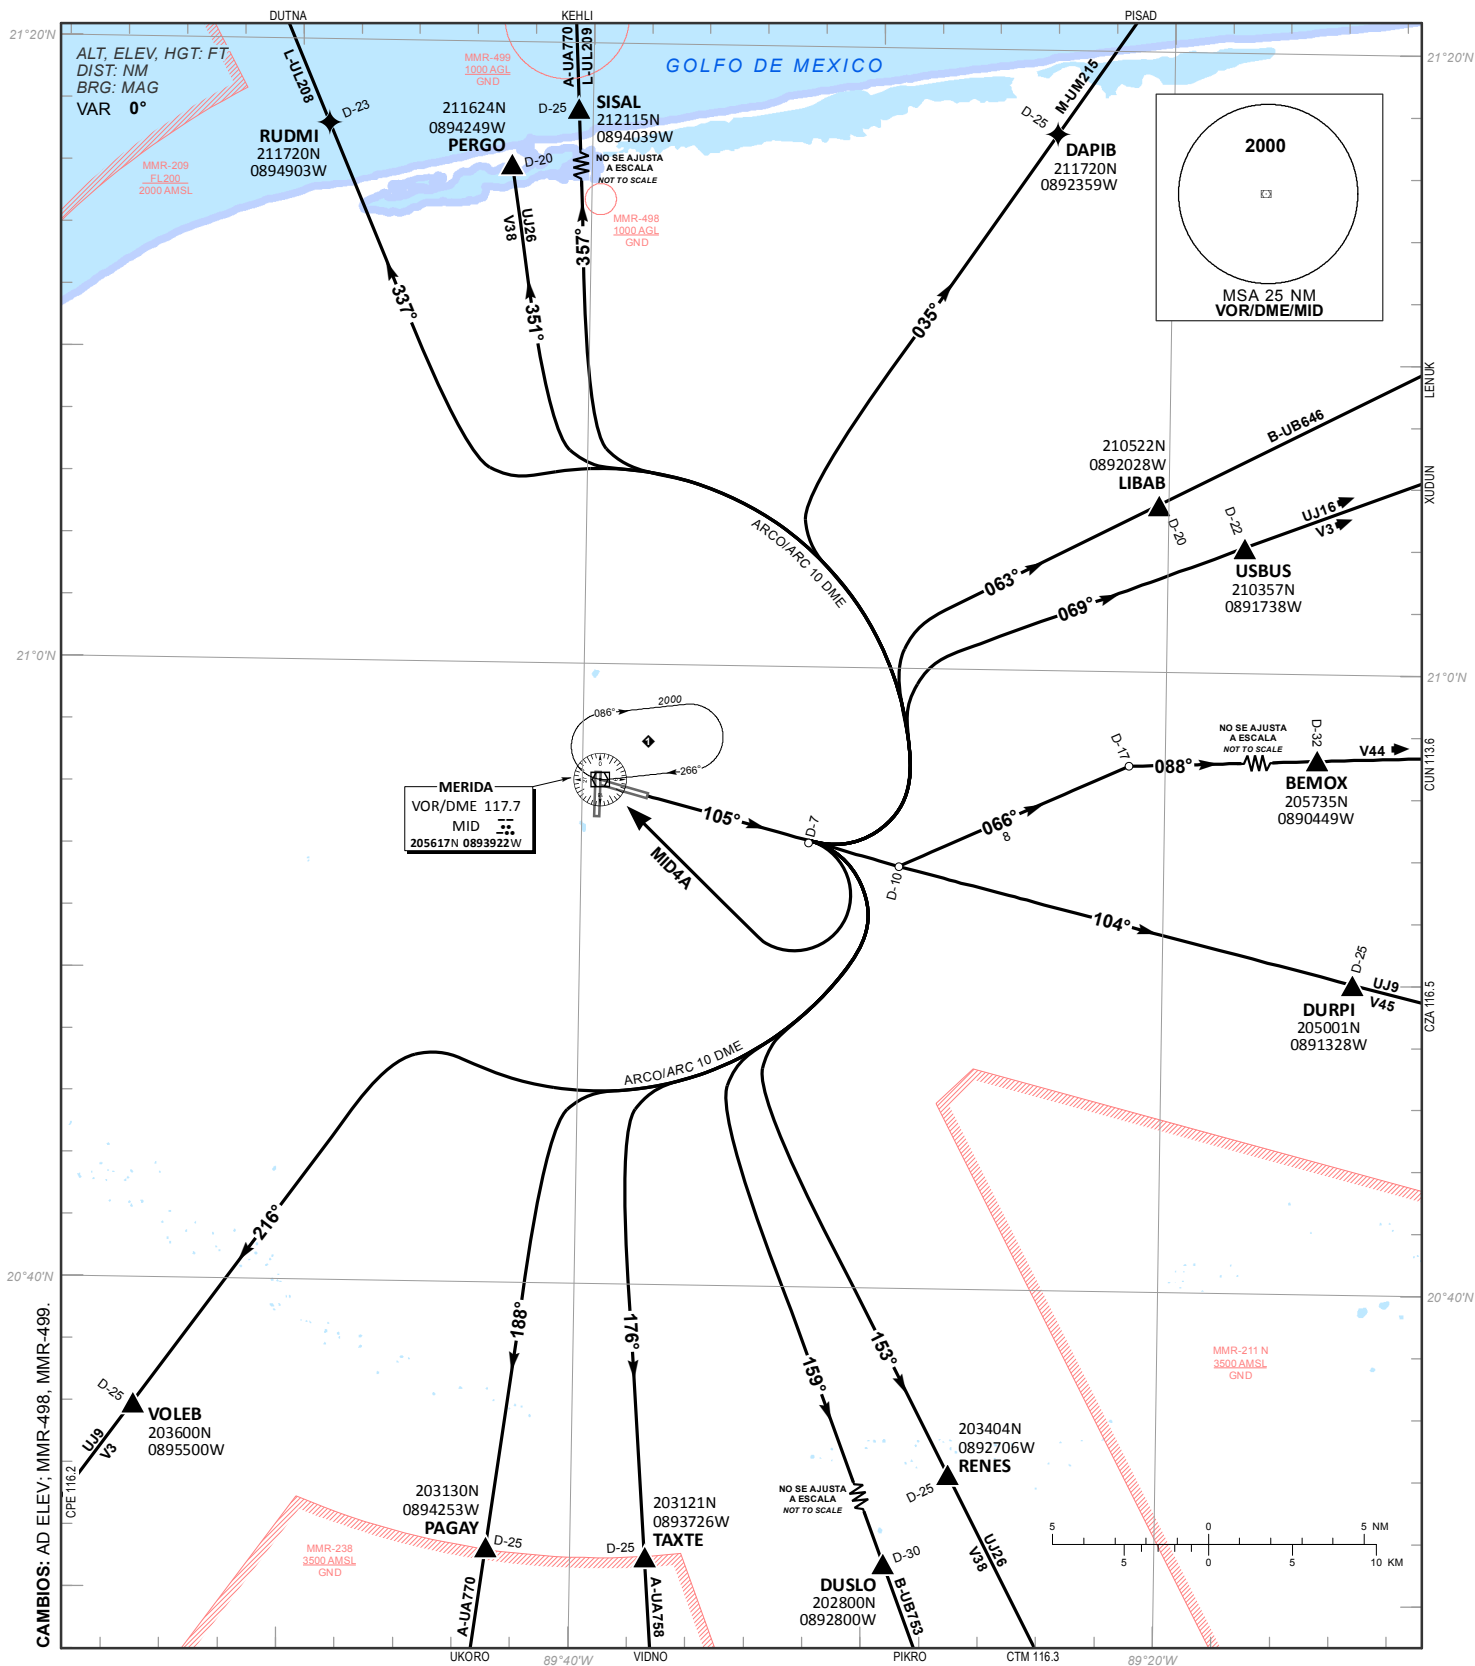 DUTNA
KEHLI
PISAD
21°20'N
21°20'N
ALT, ELEV, HGT: FT
DIST: NM
BRG: MAG
VAR 0°
L-UL208
D-23
RUDMI
211720N
0894903W
MMR-209
FL200
2000 AMSL
MMR-499
1000 AGL
GND
211624N
0894249W
PERGO
D-20
A-UA770
L-UL209
D-25
SISAL
212115N
0894039W
NO SE AJUSTA
A ESCALA
NOT TO SCALE
MMR-498
1000 AGL
GND
GOLFO DE MEXICO
M-UM215
D-25
DAPIB
211720N
0892359W
2000
MSA 25 NM
VOR/DME/MID
V38
UJ26
337°
351°
357°
035°
LENUK
B-UB646
210522N
0892028W
LIBAB
D-20
XUDUN
UJ16
V3
D-22
USBUS
210357N
0891738W
063°
069°
ARCO/ARC 10 DME
21°0'N
21°0'N
086°
2000
1
266°
MERIDA
VOR/DME 117.7
MID
205617N 0893922W
105°
D-7
MID4A
D-10
066°
8
D-17
088°
NO SE AJUSTA
A ESCALA
NOT TO SCALE
D-32
V44
BEMOX
205735N
0890449W
CUN 113.6
104°
D-25
UJ9
V45
DURPI
205001N
0891328W
CZA 116.5
ARCO/ARC 10 DME
216°
188°
176°
159°
153°
20°40'N
20°40'N
MMR-211 N
3500 AMSL
GND
D-25
VOLEB
203600N
0895500W
UJ9
V3
CPE 116.2
CAMBIOS: AD ELEV; MMR-498, MMR-499.
MMR-238
3500 AMSL
GND
203130N
0894253W
PAGAY
D-25
A-UA770
203121N
0893726W
TAXTE
D-25
A-UA758
NO SE AJUSTA
A ESCALA
NOT TO SCALE
D-30
DUSLO
202800N
0892800W
B-UB753
203404N
0892706W
RENES
D-25
UJ26
V38
5 0 5 NM
5 0 5 10 KM
UKORO
89°40'W
VIDNO
PIKRO
CTM 116.3
89°20'W